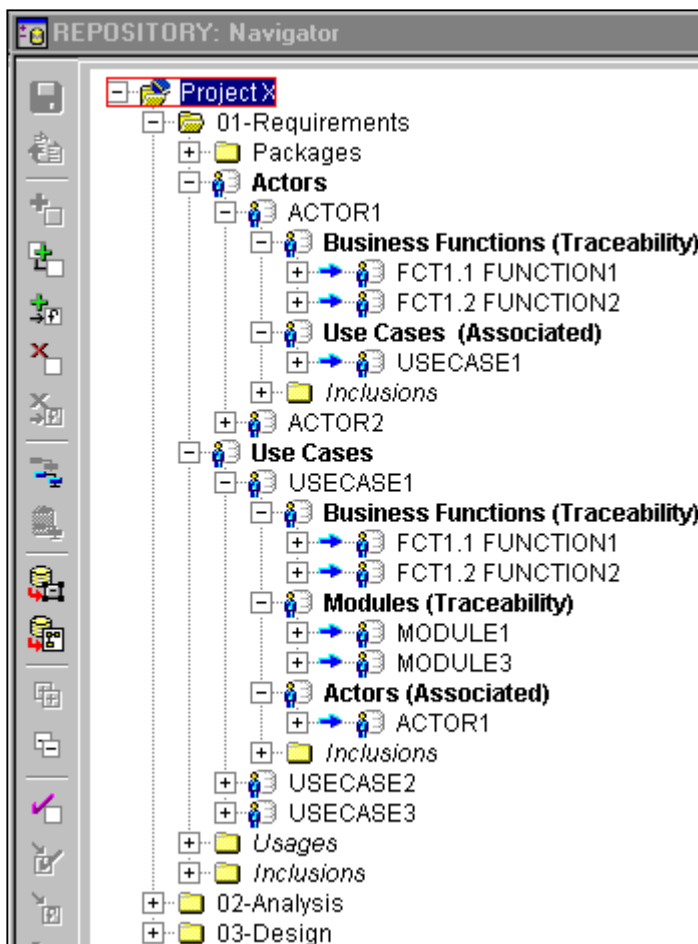 REPOSITORY: Navigator
Project X
01-Requirements
Packages
Actors
ACTOR1
Business Functions (Traceability)
FCT1.1 FUNCTION1
FCT1.2 FUNCTION2
Use Cases (Associated)
USECASE1
Inclusions
ACTOR2
Use Cases
USECASE1
Business Functions (Traceability)
FCT1.1 FUNCTION1
FCT1.2 FUNCTION2
Modules (Traceability)
MODULE1
MODULE3
Actors (Associated)
ACTOR1
Inclusions
USECASE2
USECASE3
Usages
Inclusions
02-Analysis
03-Design